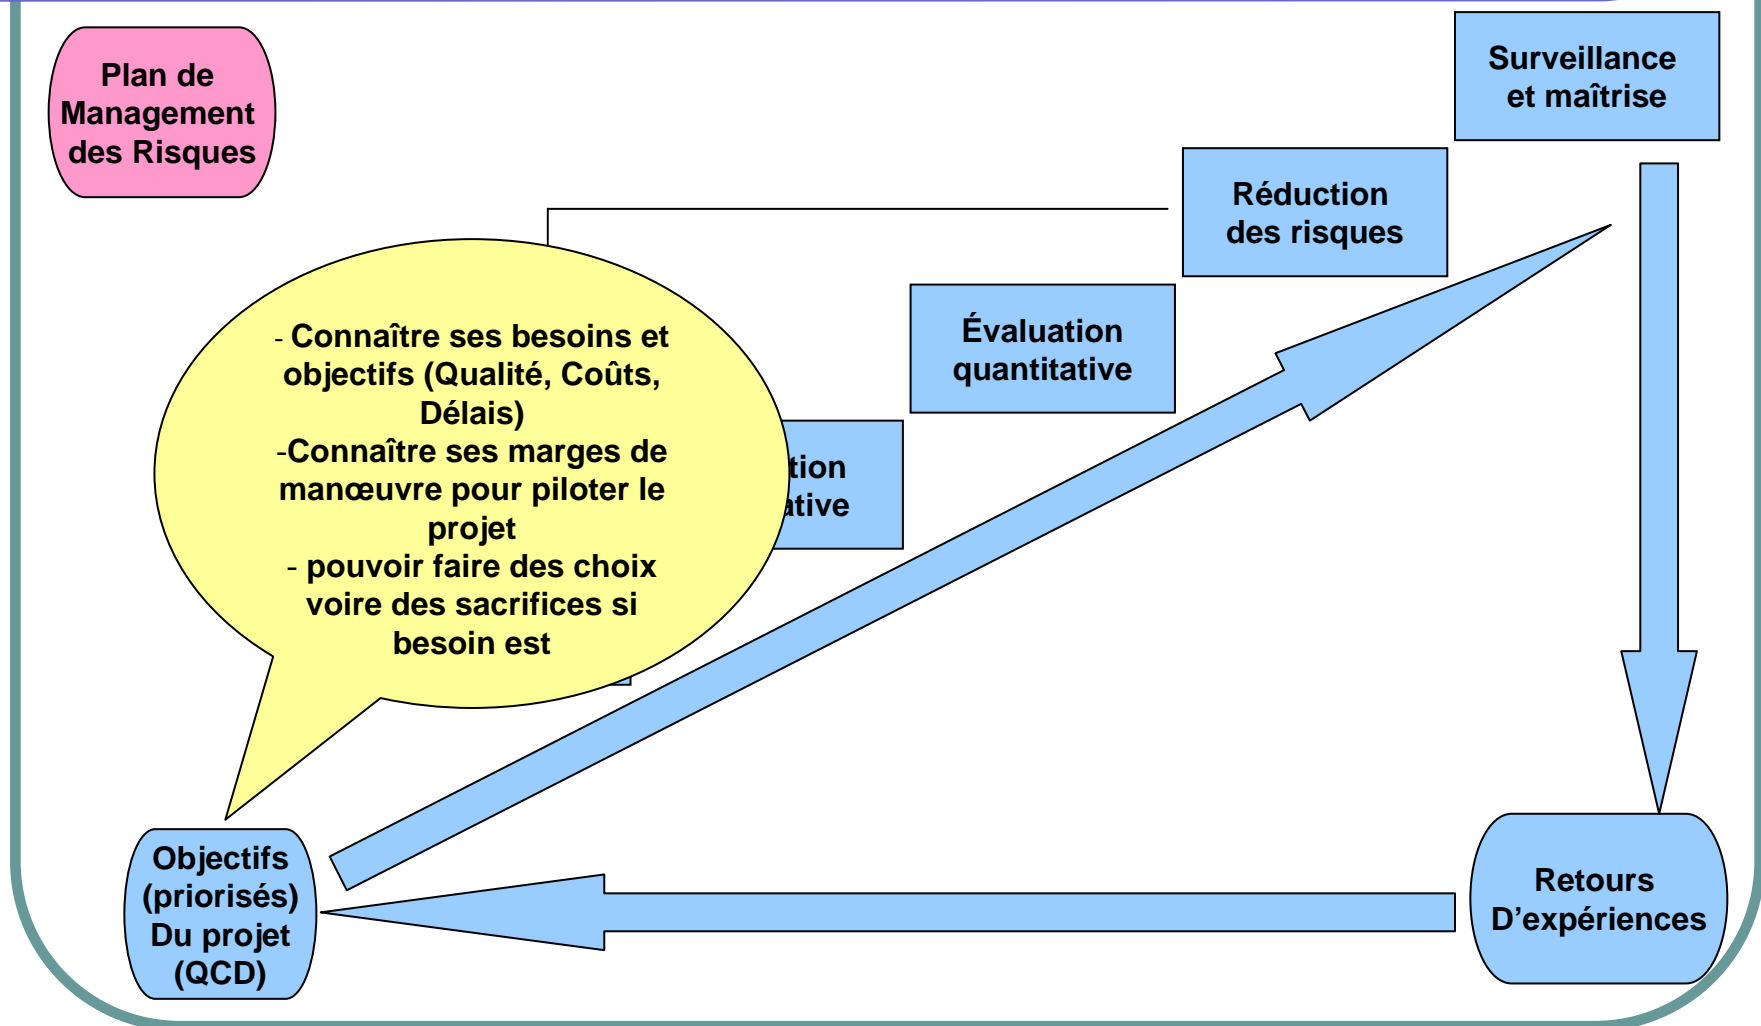 Plan de
Management
des Risques
Surveillance
et maîtrise
Réduction
des risques
Évaluation
quantitative
- Connaître ses besoins et
objectifs (Qualité, Coûts,
Délais)
-Connaître ses marges de
manœuvre pour piloter le
projet
- pouvoir faire des choix
voire des sacrifices si
besoin est
tion
ative
Objectifs
(priorisés)
Du projet
(QCD)
Retours
D’expériences